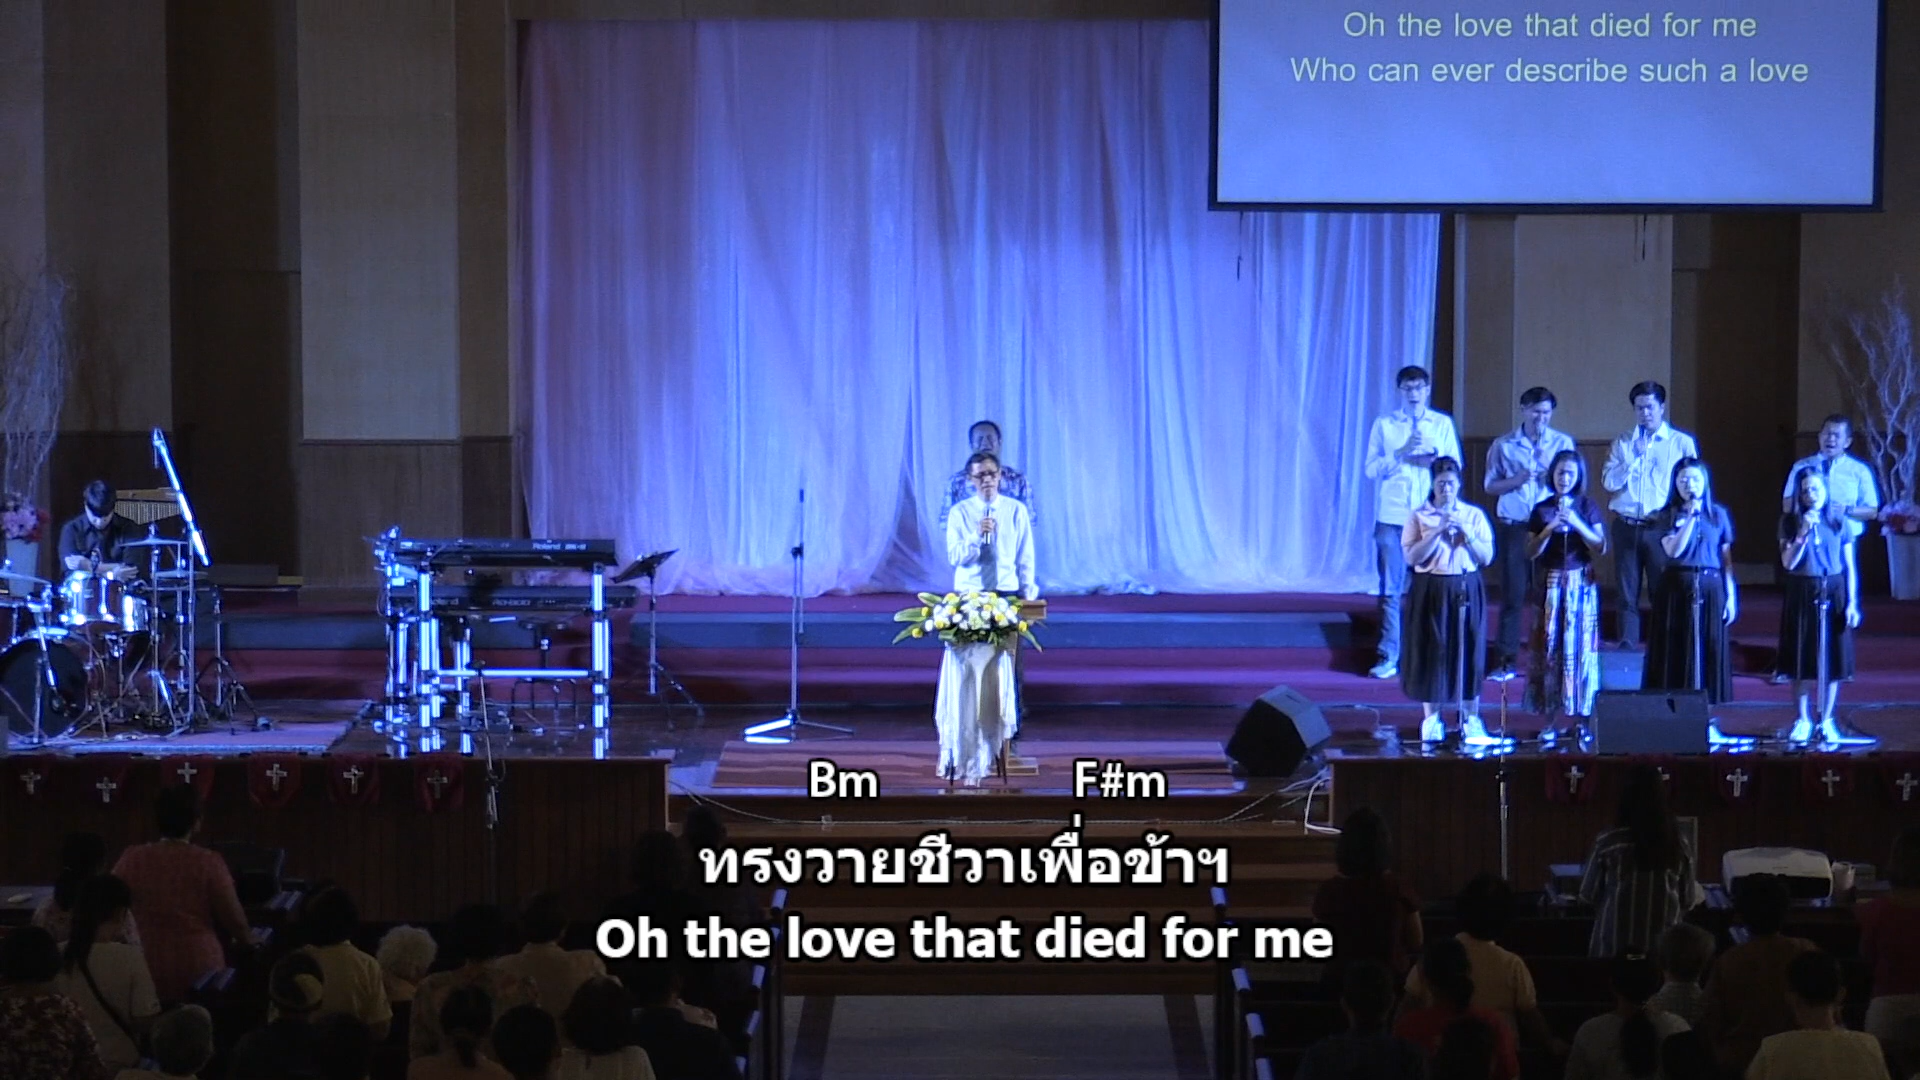 Oh the love that died for me
Who can ever describe such a love
Roland
Bm F#m
ทรงวายชีวาเพื่อข้าฯ
Oh the love that died for me